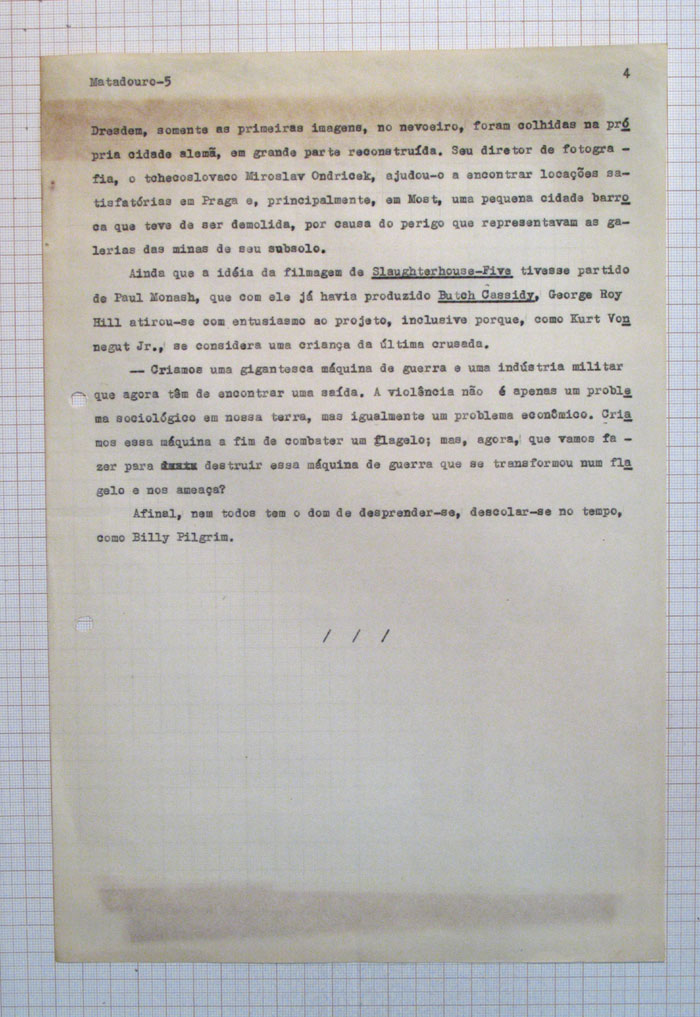 Matadouro-5
4
Dresdem, somente as primeiras imagens, no nevoeiro, foram colhidas na pró
pria cidade alemã, em grande parte reconstruída. Seu diretor de fotogra -
fia, o tchecoslovaco Miroslav Ondricek, ajudou-o a encontrar locações sa-
tisfatórias em Praga e, principalmente, em Most, uma pequena cidade barro
ca que teve de ser demolida, por causa do perigo que representavam as ga-
lerias das minas de seu subsolo.
Ainda que a idéia da filmagem de Slaughterhouse-Five tivesse partido
de Paul Monash, que com ele já havia produzido Butch Cassidy, George Roy
Hill atirou-se com entusiasmo ao projeto, inclusive porque, como Kurt Von
negut Jr., se considera uma criança da última crusada.
-- Criamos uma gigantesca máquina de guerra e uma indústria militar
que agora têm de encontrar uma saída. A violência não é apenas um proble
ma sociológico em nossa terra, mas igualmente um problema econômico. Cria
mos essa máquina a fim de combater um flagelo; mas, agora, que vamos fa -
zer para destruir essa máquina de guerra que se transformou num fla
gelo e nos ameaça?
Afinal, nem todos tem o dom de desprender-se, descolar-se no tempo,
como Billy Pilgrim.
/ / /